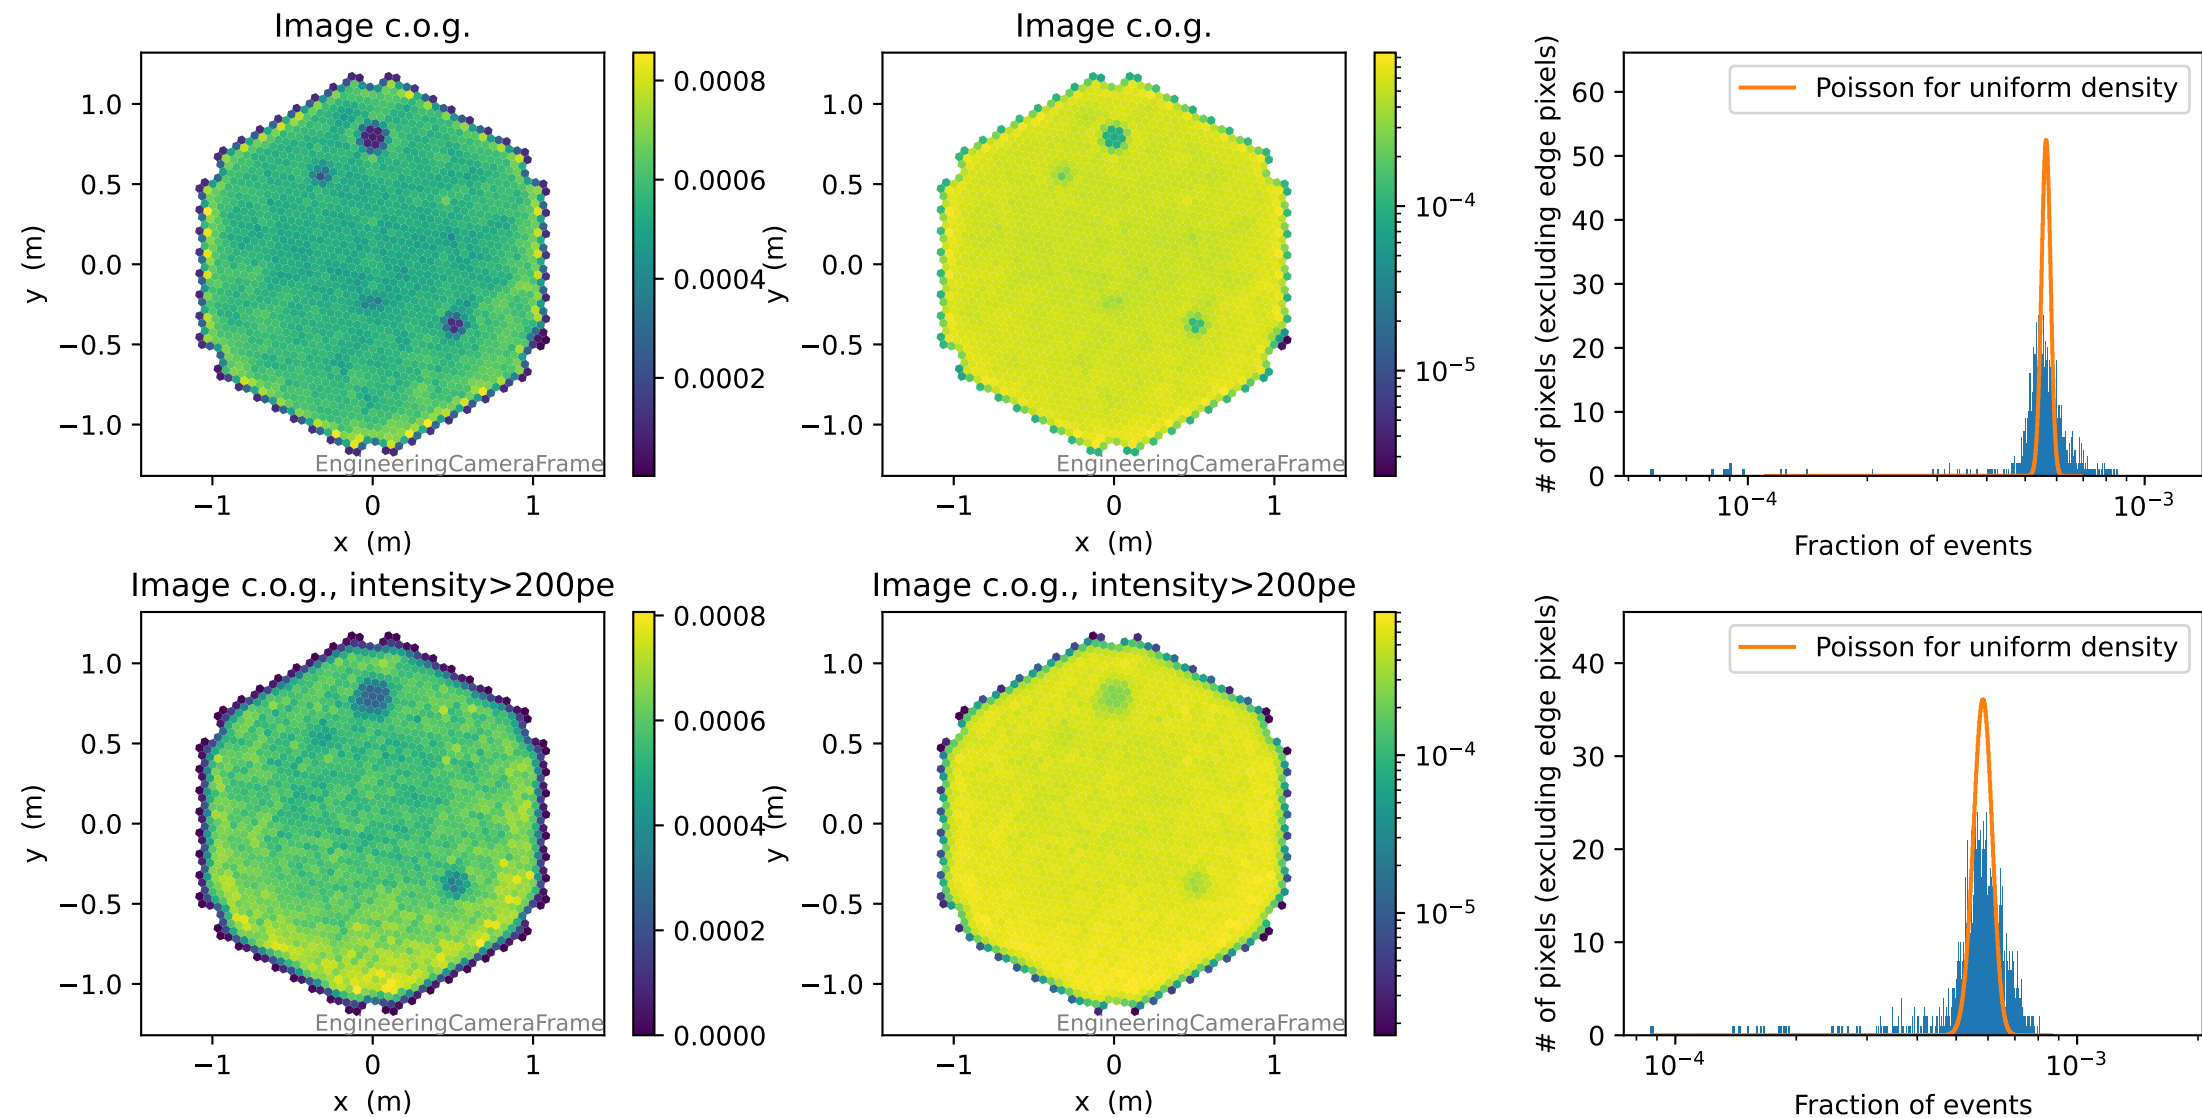 Image c.o.g.
1.0
0.5
0.0
−0.5
−1.0
y (m)
−1
0
1
x (m)
EngineeringCameraFrame
0.0008
0.0006
0.0004
0.0002
Image c.o.g.
1.0
0.5
0.0
−0.5
−1.0
y (m)
−1
0
1
x (m)
EngineeringCameraFrame
10⁻⁴
10⁻⁵
# of pixels (excluding edge pixels)
60
50
40
30
20
10
0
Poisson for uniform density
10⁻⁴
10⁻³
Fraction of events
Image c.o.g., intensity>200pe
1.0
0.5
0.0
−0.5
−1.0
y (m)
−1
0
1
x (m)
EngineeringCameraFrame
0.0008
0.0006
0.0004
0.0002
0.0000
Image c.o.g., intensity>200pe
1.0
0.5
0.0
−0.5
−1.0
y (m)
−1
0
1
x (m)
EngineeringCameraFrame
10⁻⁴
10⁻⁵
# of pixels (excluding edge pixels)
40
30
20
10
0
Poisson for uniform density
10⁻⁴
10⁻³
Fraction of events